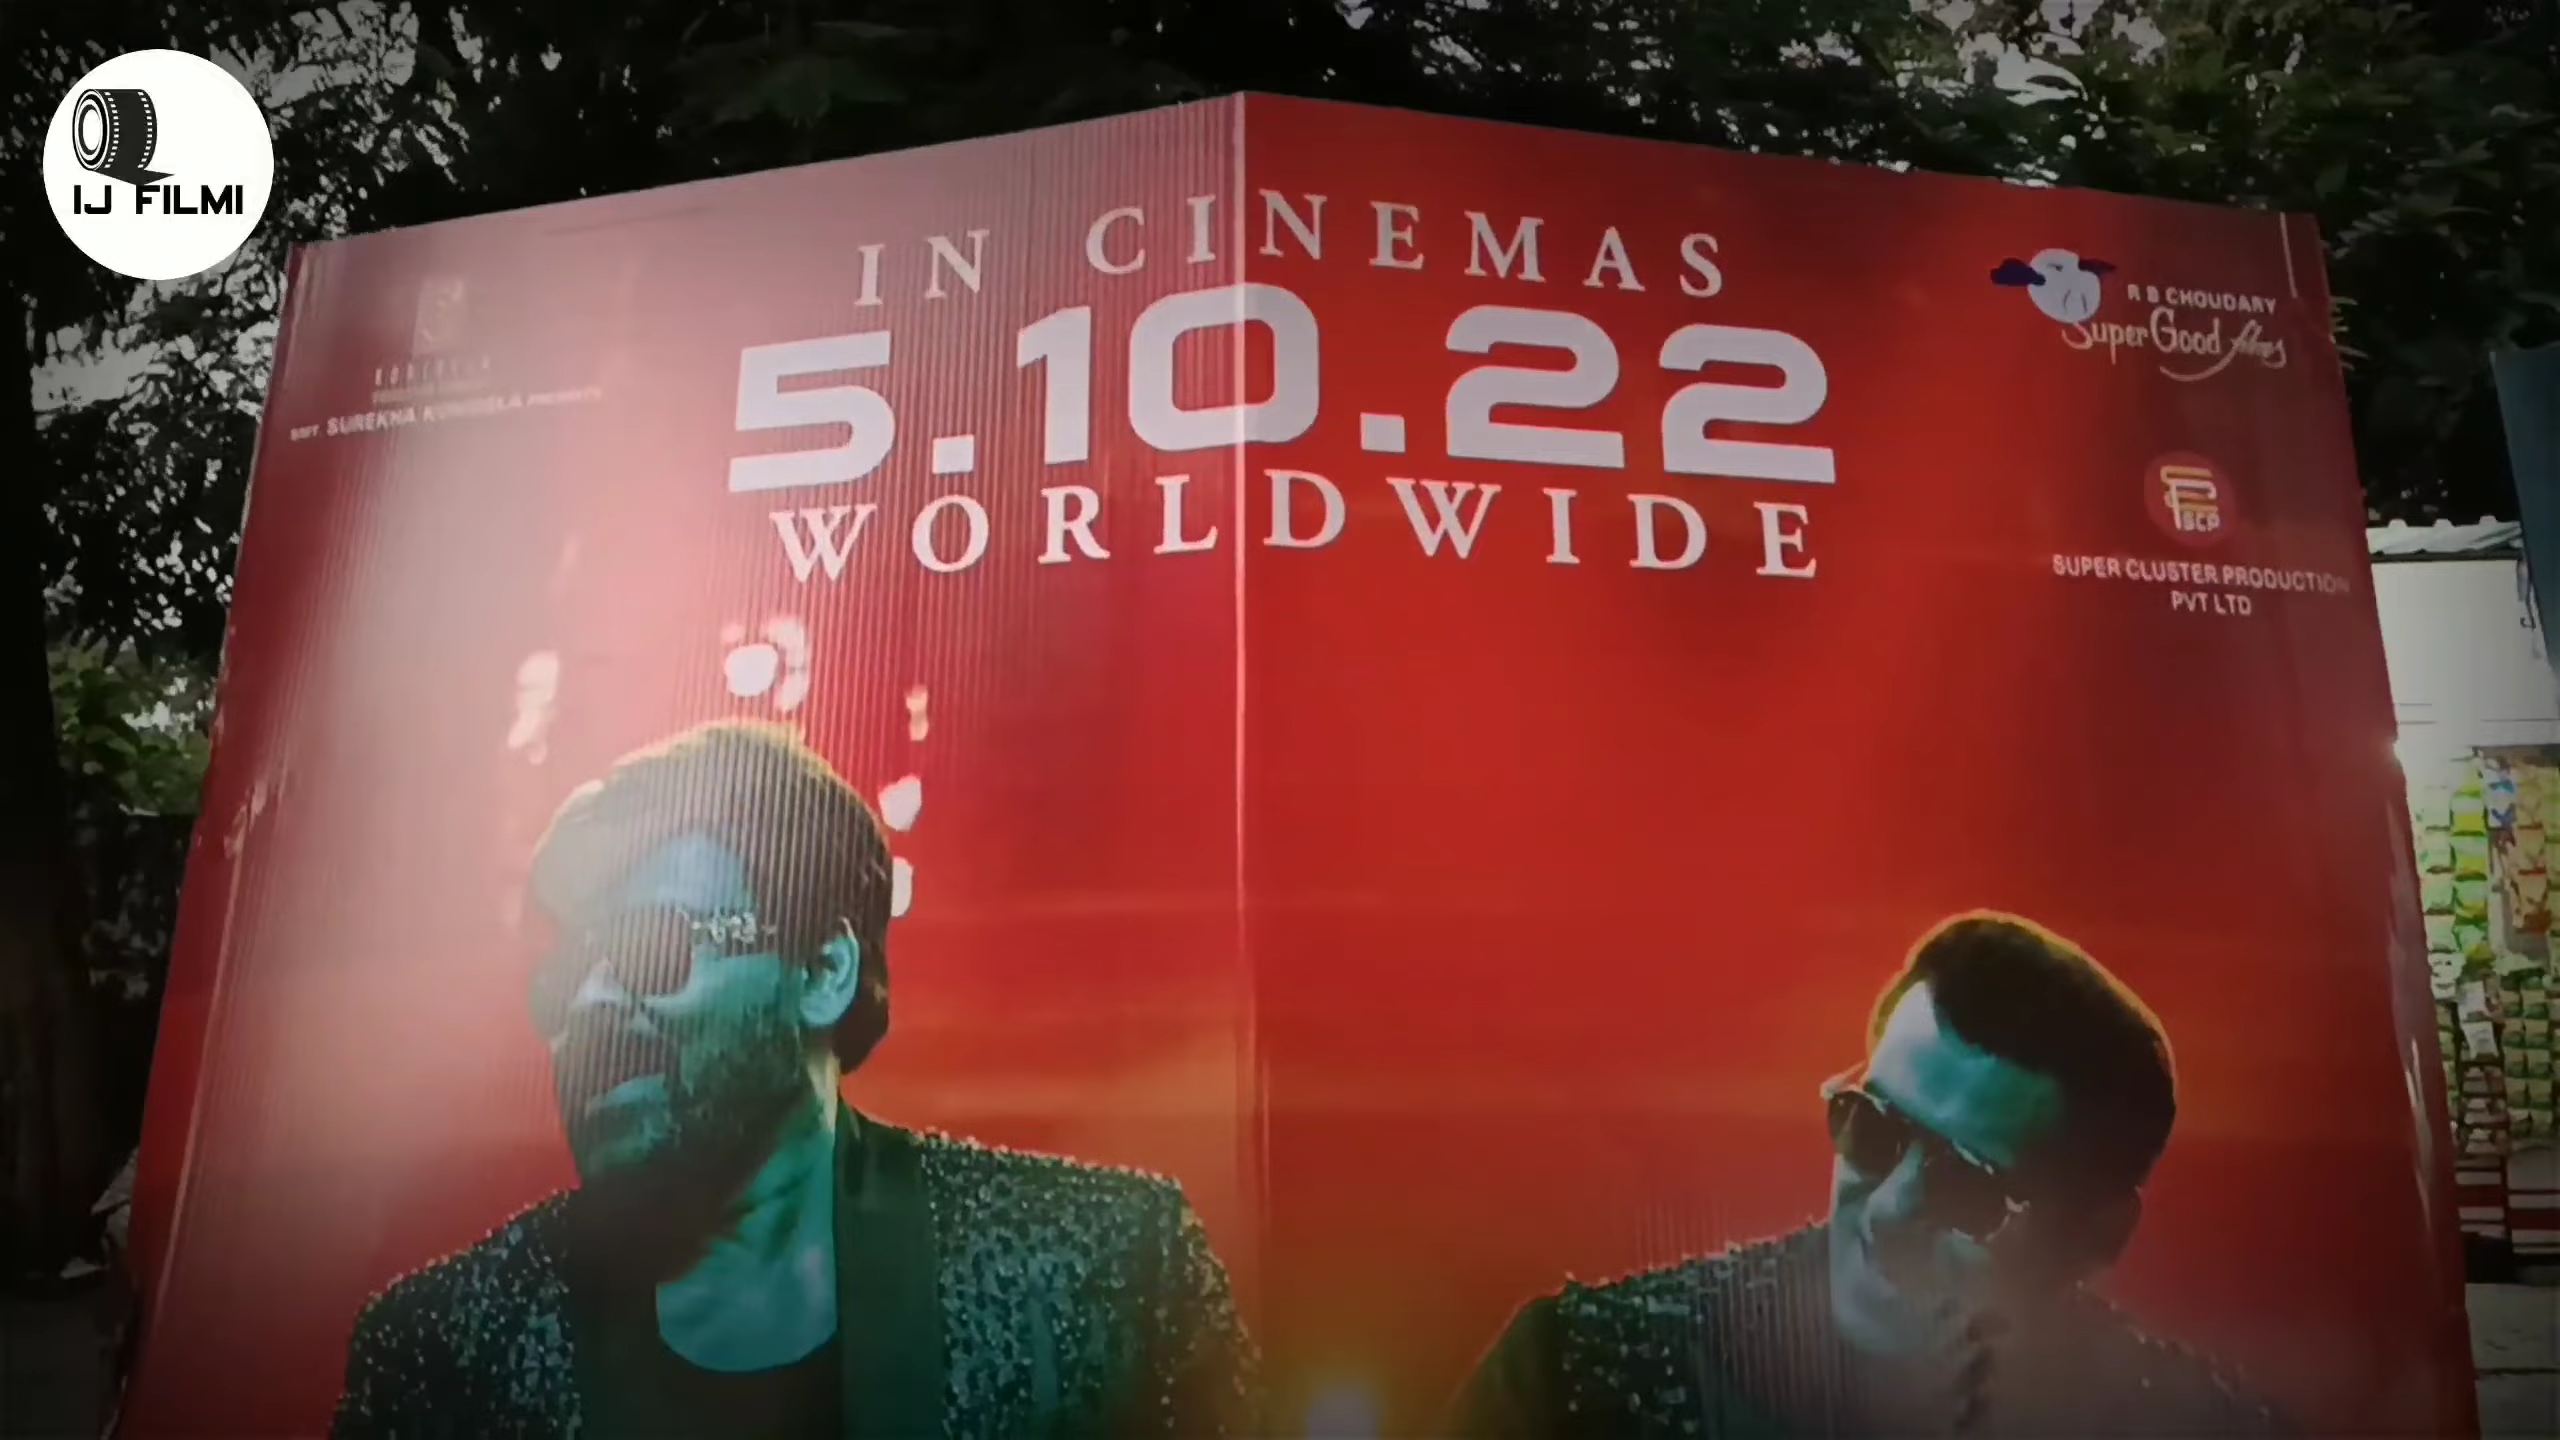 IJ FILMI
IN CINEMAS
5.10.22
WORLDWIDE
SMT. SUREKHA KONIDELA PRESENTS
R B CHOUDARY
Super Good films
SCP
SUPER CLUSTER PRODUCTION
PVT LTD